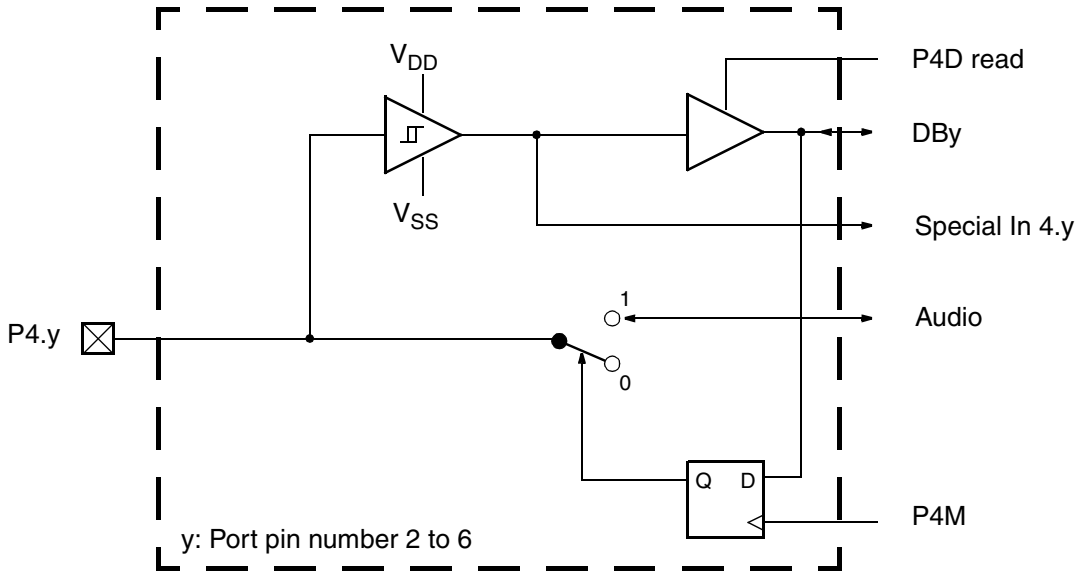 V_DD
P4D read
DBy
V_SS
Special In 4.y
1
Audio
P4.y
0
Q D
P4M
y: Port pin number 2 to 6